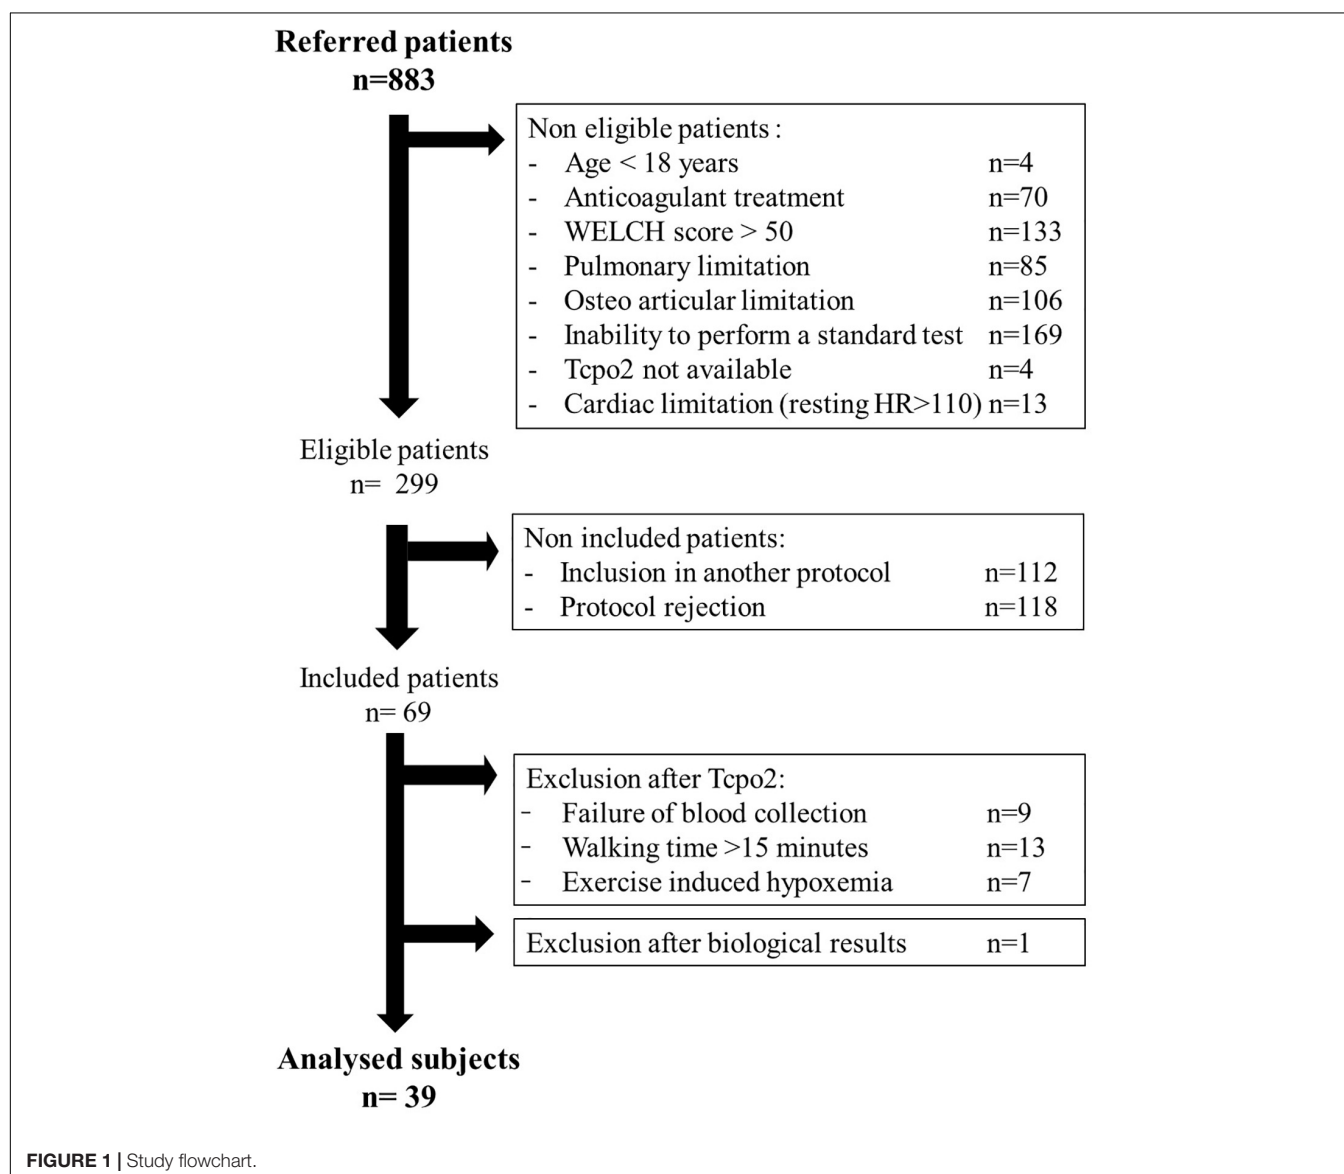 Referred patients
n=883
Non eligible patients :
- Age < 18 years n=4
- Anticoagulant treatment n=70
- WELCH score > 50 n=133
- Pulmonary limitation n=85
- Osteo articular limitation n=106
- Inability to perform a standard test n=169
- Tcpo2 not available n=4
- Cardiac limitation (resting HR>110) n=13
Eligible patients
n= 299
Non included patients:
- Inclusion in another protocol n=112
- Protocol rejection n=118
Included patients
n= 69
Exclusion after Tcpo2:
- Failure of blood collection n=9
- Walking time >15 minutes n=13
- Exercise induced hypoxemia n=7
Exclusion after biological results n=1
Analysed subjects
n= 39
FIGURE 1 | Study flowchart.